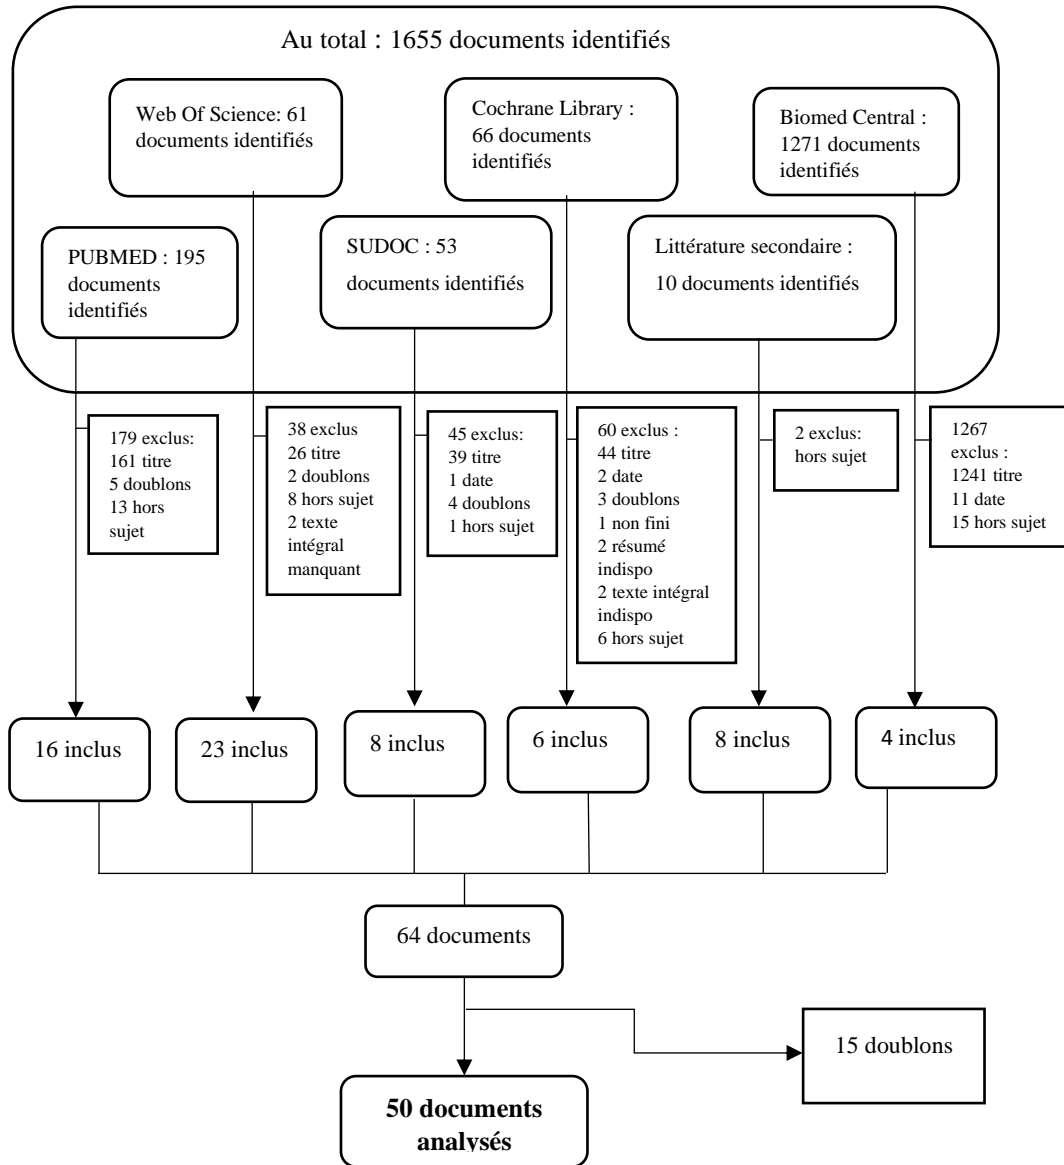 Au total : 1655 documents identifiés
Web Of Science: 61
documents identifiés
Cochrane Library :
66 documents
identifiés
Biomed Central :
1271 documents
identifiés
PUBMED : 195
documents
identifiés
SUDOC : 53
documents identifiés
Littérature secondaire :
10 documents identifiés
179 exclus:
161 titre
5 doublons
13 hors
sujet
38 exclus
26 titre
2 doublons
8 hors sujet
2 texte
intégral
manquant
45 exclus:
39 titre
1 date
4 doublons
1 hors sujet
60 exclus :
44 titre
2 date
3 doublons
1 non fini
2 résumé
indispo
2 texte intégral
indispo
6 hors sujet
2 exclus:
hors sujet
1267
exclus :
1241 titre
11 date
15 hors sujet
16 inclus
23 inclus
8 inclus
6 inclus
8 inclus
4 inclus
64 documents
15 doublons
50 documents
analysés